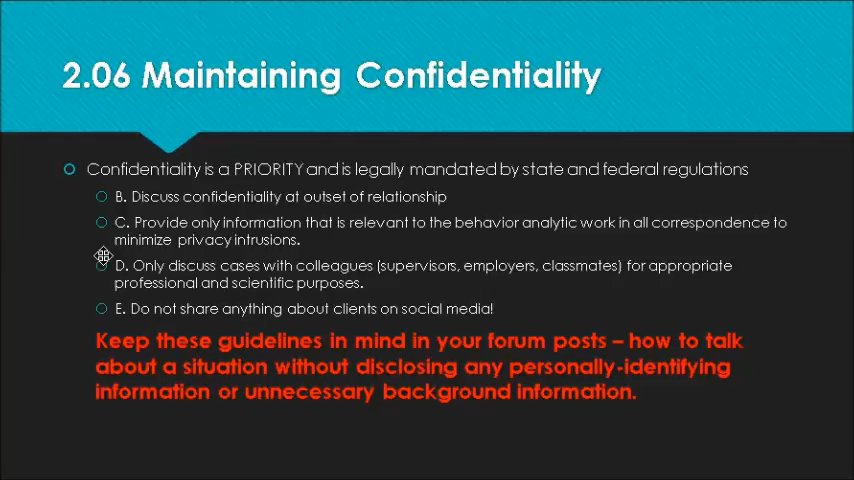 2.06 Maintaining Confidentiality
Confidentiality is a PRIORITY and is legally mandated by state and federal regulations
B. Discuss confidentiality at outset of relationship
C. Provide only information that is relevant to the behavior analytic work in all correspondence to
minimize privacy intrusions.
D. Only discuss cases with colleagues (supervisors, employers, classmates) for appropriate
professional and scientific purposes.
E. Do not share anything about clients on social media!
Keep these guidelines in mind in your forum posts – how to talk
about a situation without disclosing any personally-identifying
information or unnecessary background information.